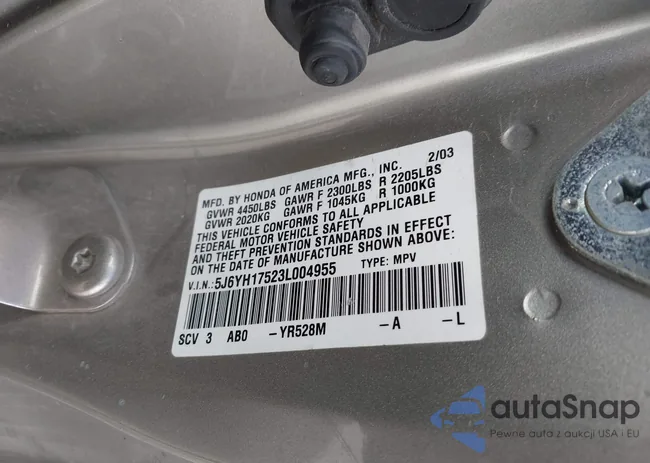 MFD. BY HONDA OF AMERICA MFG., INC. 2/03
GVWR 4450LBS GAWR F 2300LBS R 2205LBS
GVWR 2020KG GAWR F 1045KG R 1000KG
THIS VEHICLE CONFORMS TO ALL APPLICABLE
FEDERAL MOTOR VEHICLE SAFETY
AND THEFT PREVENTION STANDARDS IN EFFECT
ON THE DATE OF MANUFACTURE SHOWN ABOVE:
V.I.N.: 5J6YH17523L004955 TYPE: MPV
SCV 3 AB0 -YR528M -A -L
autaSnap
Pewne auta z aukcji USA i EU